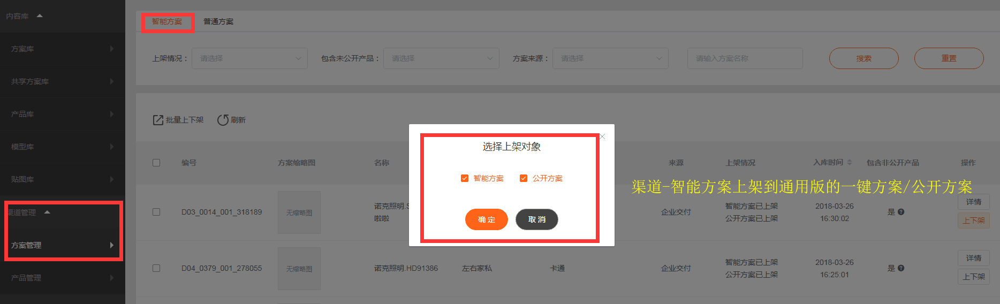 内容库
方案库
共享方案库
产品库
模型库
贴图库
渠道管理
方案管理
产品管理
智能方案 普通方案
上架情况： 请选择 包含未公开产品： 请选择 方案来源： 请选择 请输入方案名称 搜索 重置
批量上下架 刷新
编号 方案缩略图 名称 来源 上架情况 入库时间 包含非公开产品 操作
D03_0014_001_318189 无缩略图 诺克照明.S
啦啦 企业交付 智能方案已上架
公开方案已上架 2018-03-26
16:30:02 是 详情
上下架
D04_0379_001_278055 无缩略图 诺克照明.HD91386 左右家私 卡通 企业交付 智能方案已上架
公开方案已上架 2018-03-26
16:25:01 是 详情
上下架
选择上架对象
智能方案 公开方案
确定 取消
渠道-智能方案上架到通用版的一键方案/公开方案